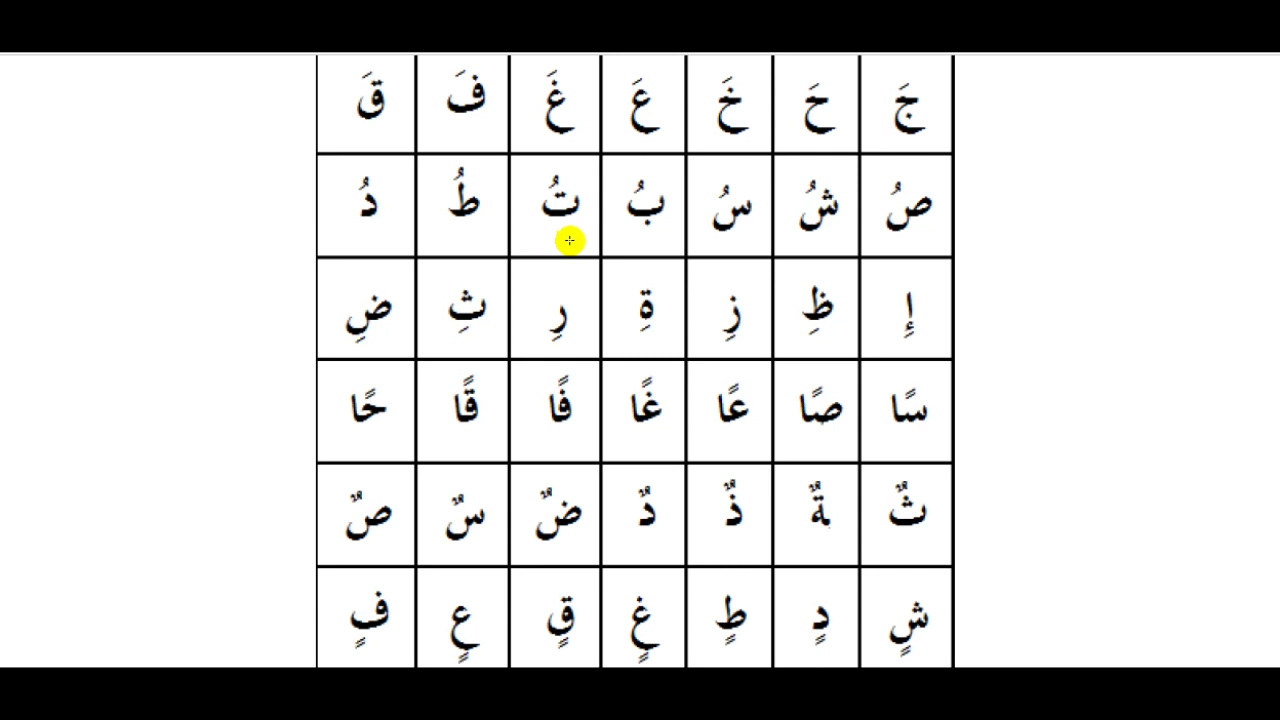 جَ حَ خَ عَ غَ فَ قَ
صُ شُ سُ بُ تُ طُ دُ
إِ ظِ زِ ةِ رِ ثِ ضِ
سًا صًا عًا غًا فًا قًا حًا
ثٌ ةٌ ذٌ دٌ ضٌ سٌ صٌ
شٍ دٍ طٍ غٍ قٍ عٍ فٍ